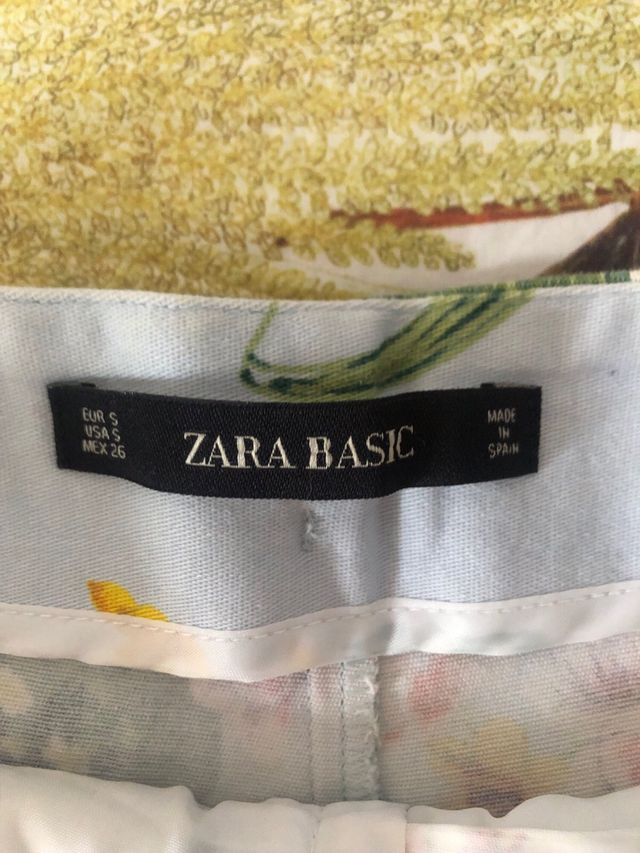 EUR S
USA S
MEX 26
ZARA BASIC
MADE
IN
SPAIN